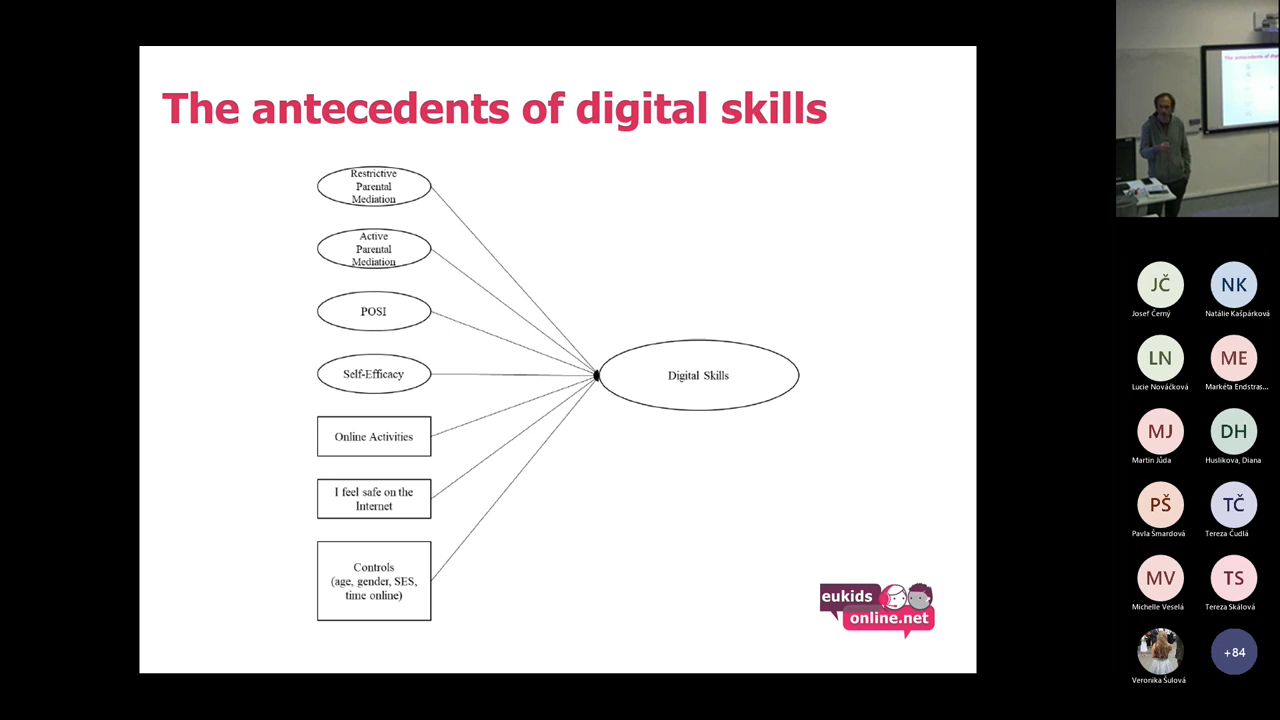 The antecedents of digital skills
Restrictive
Parental
Mediation
Active
Parental
Mediation
POSI
Self-Efficacy
Online Activities
I feel safe on the
Internet
Controls
(age, gender, SES,
time online)
Digital Skills
eukids
online.net
JČ
Josef Černý
NK
Natálie Kašpárková
LN
Lucie Nováčková
ME
Markéta Endstras...
MJ
Martin Jůda
DH
Huslikova, Diana
PŠ
Pavla Šmardová
TČ
Tereza Čudlá
MV
Michelle Veselá
TS
Tereza Skálová
Veronika Šulová
+84